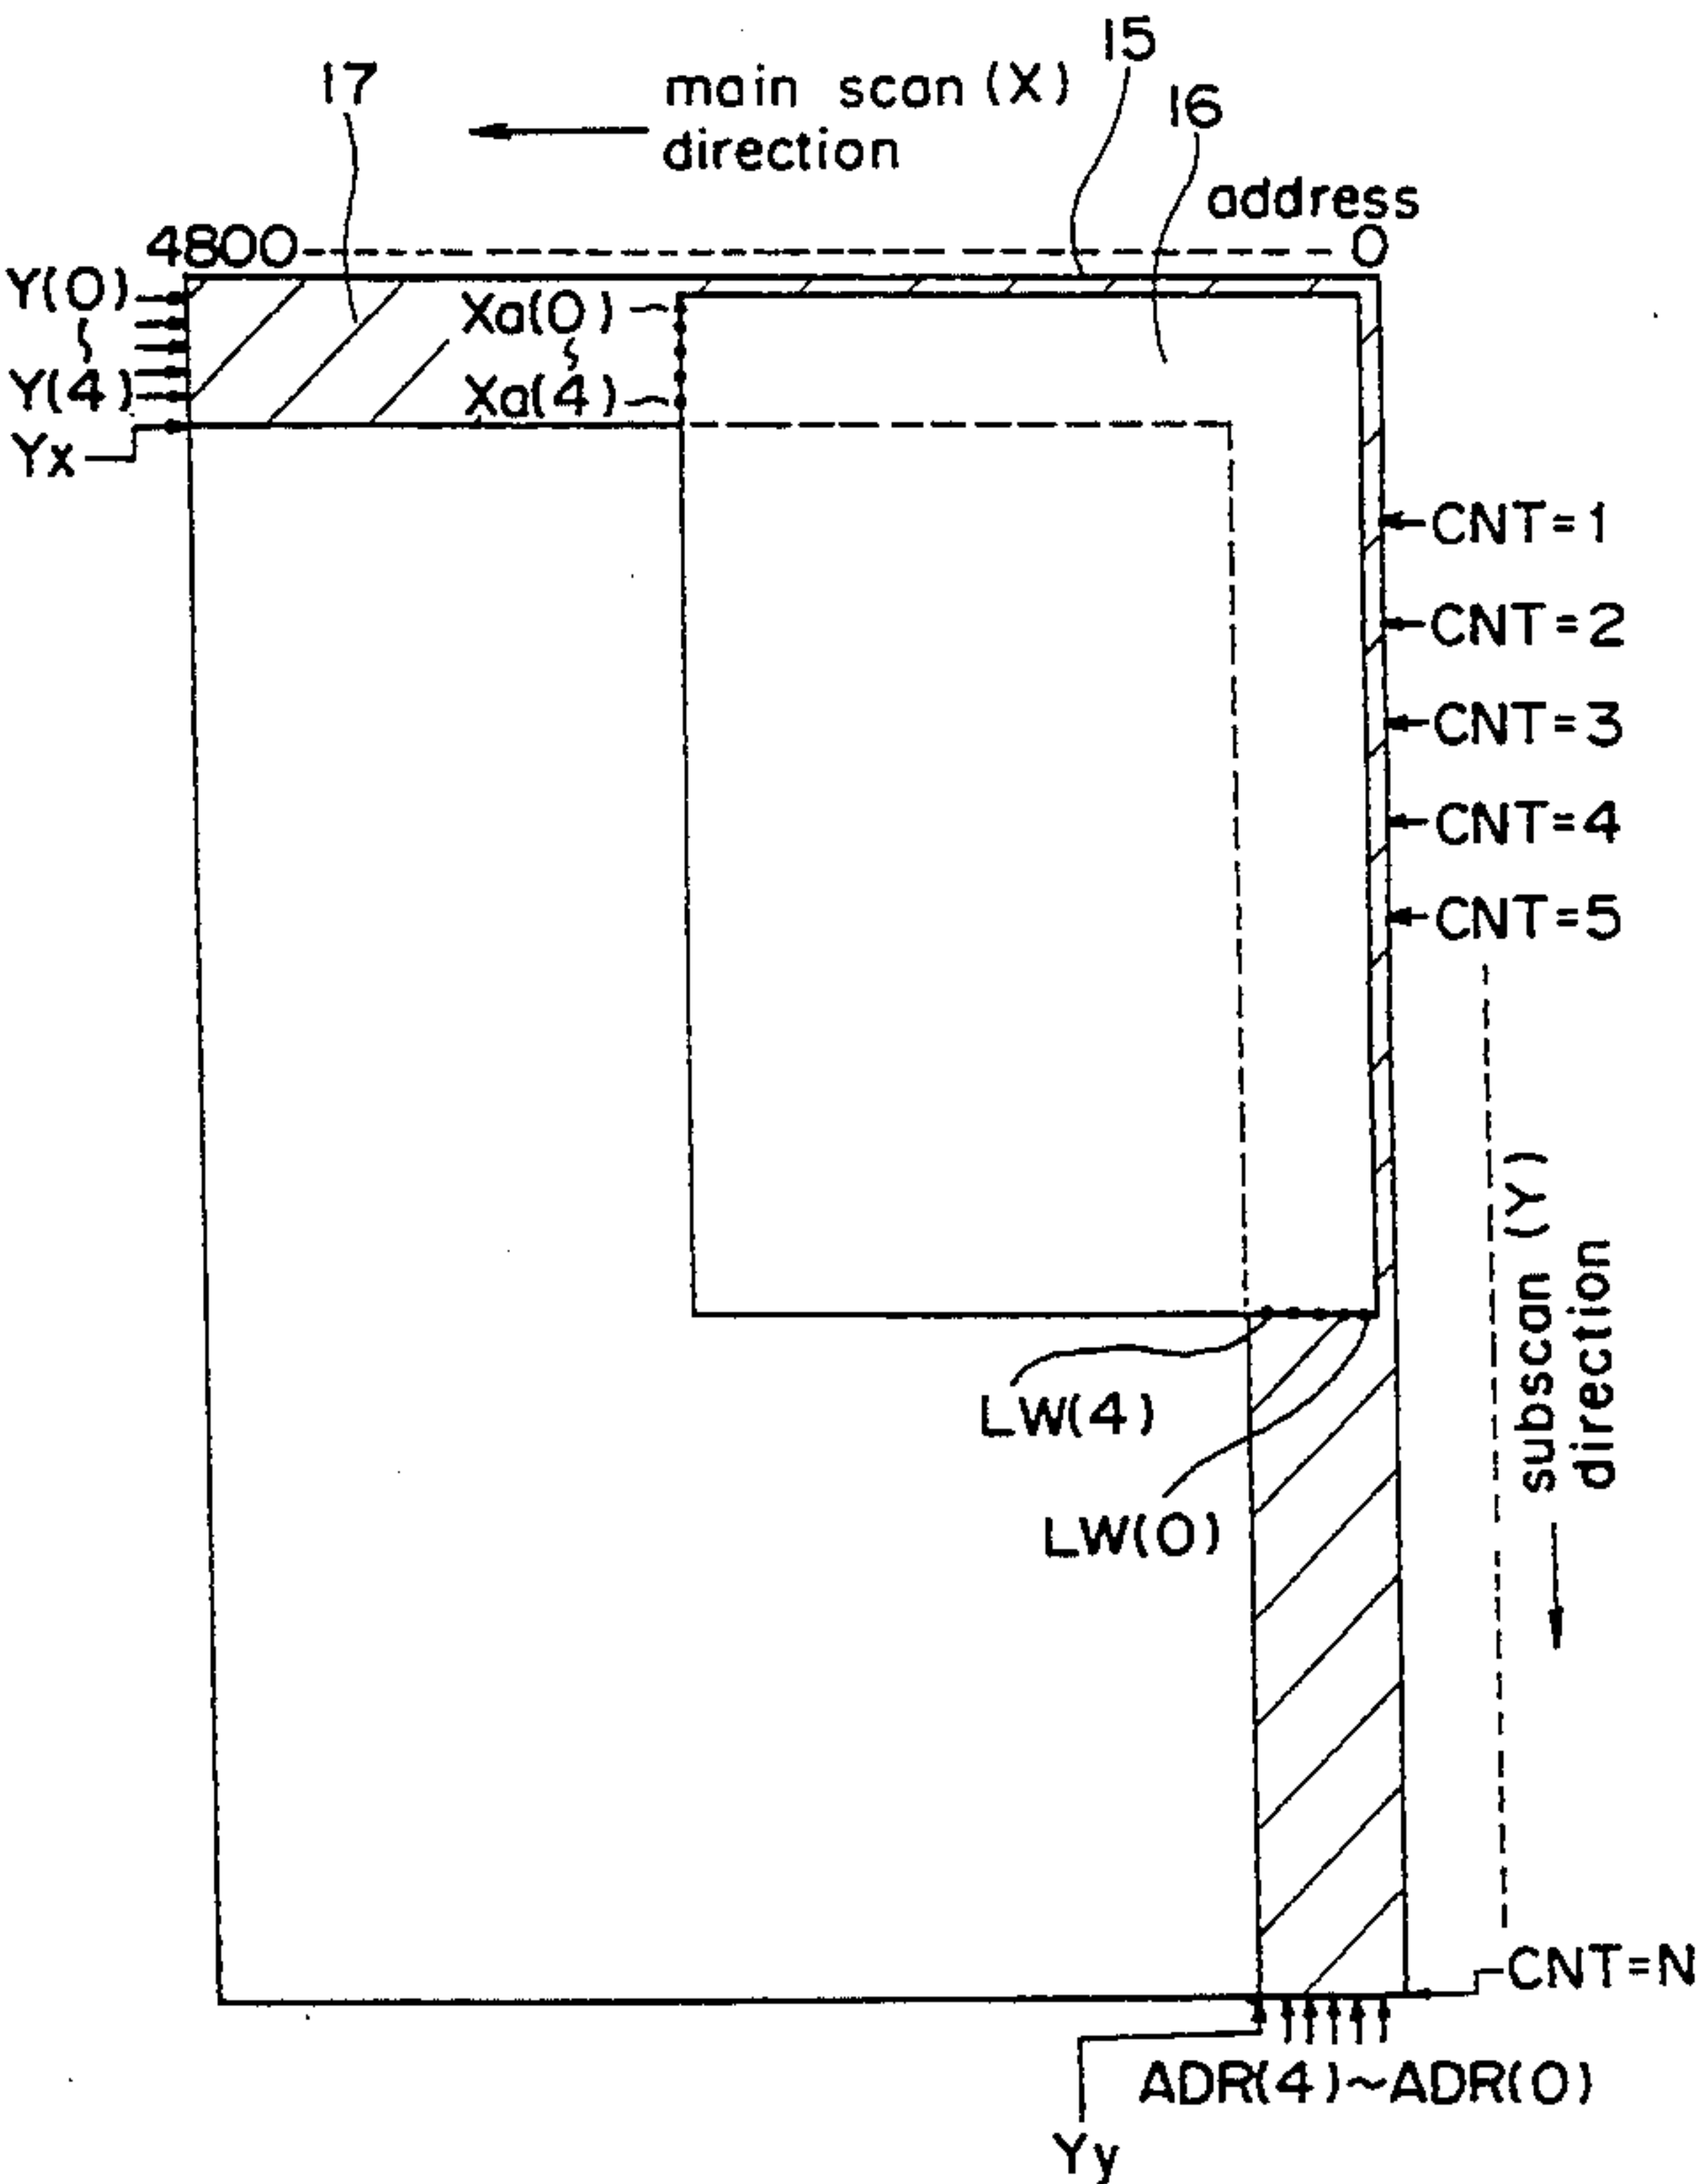 15
17
main scan (X)
direction
16
address
4800
0
Y(0)
Xa(0)
Y(4)
Xa(4)
Yx
CNT=1
CNT=2
CNT=3
CNT=4
CNT=5
subscan (Y)
direction
LW(4)
LW(0)
CNT=N
ADR(4)~ADR(0)
Yy